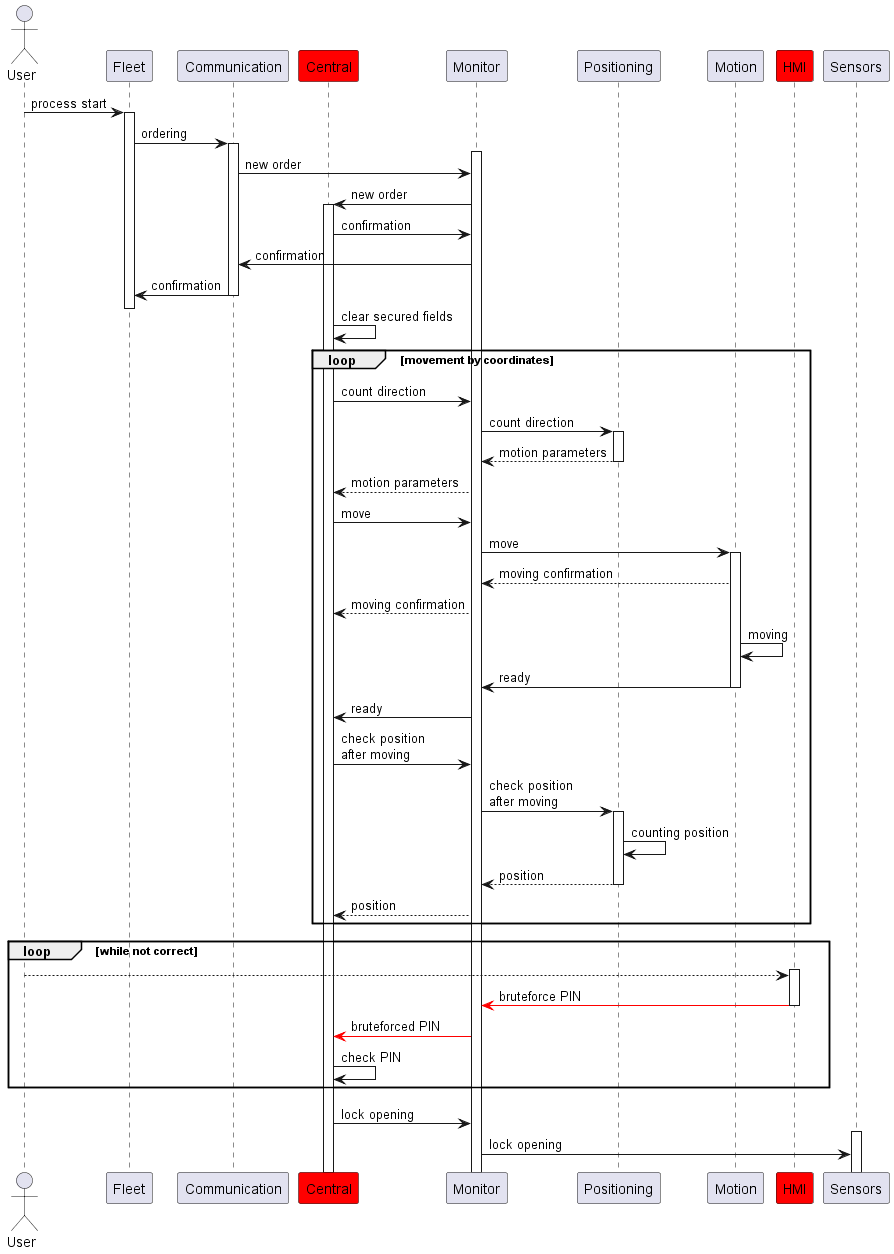 User
Fleet
Communication
Central
Monitor
Positioning
Motion
HMI
Sensors
process start
ordering
new order
new order
confirmation
confirmation
confirmation
clear secured fields
loop
[movement by coordinates]
count direction
count direction
motion parameters
motion parameters
move
move
moving confirmation
moving confirmation
moving
ready
ready
check position
after moving
check position
after moving
counting position
position
position
loop
[while not correct]
bruteforce PIN
bruteforced PIN
check PIN
lock opening
lock opening
User
Fleet
Communication
Central
Monitor
Positioning
Motion
HMI
Sensors